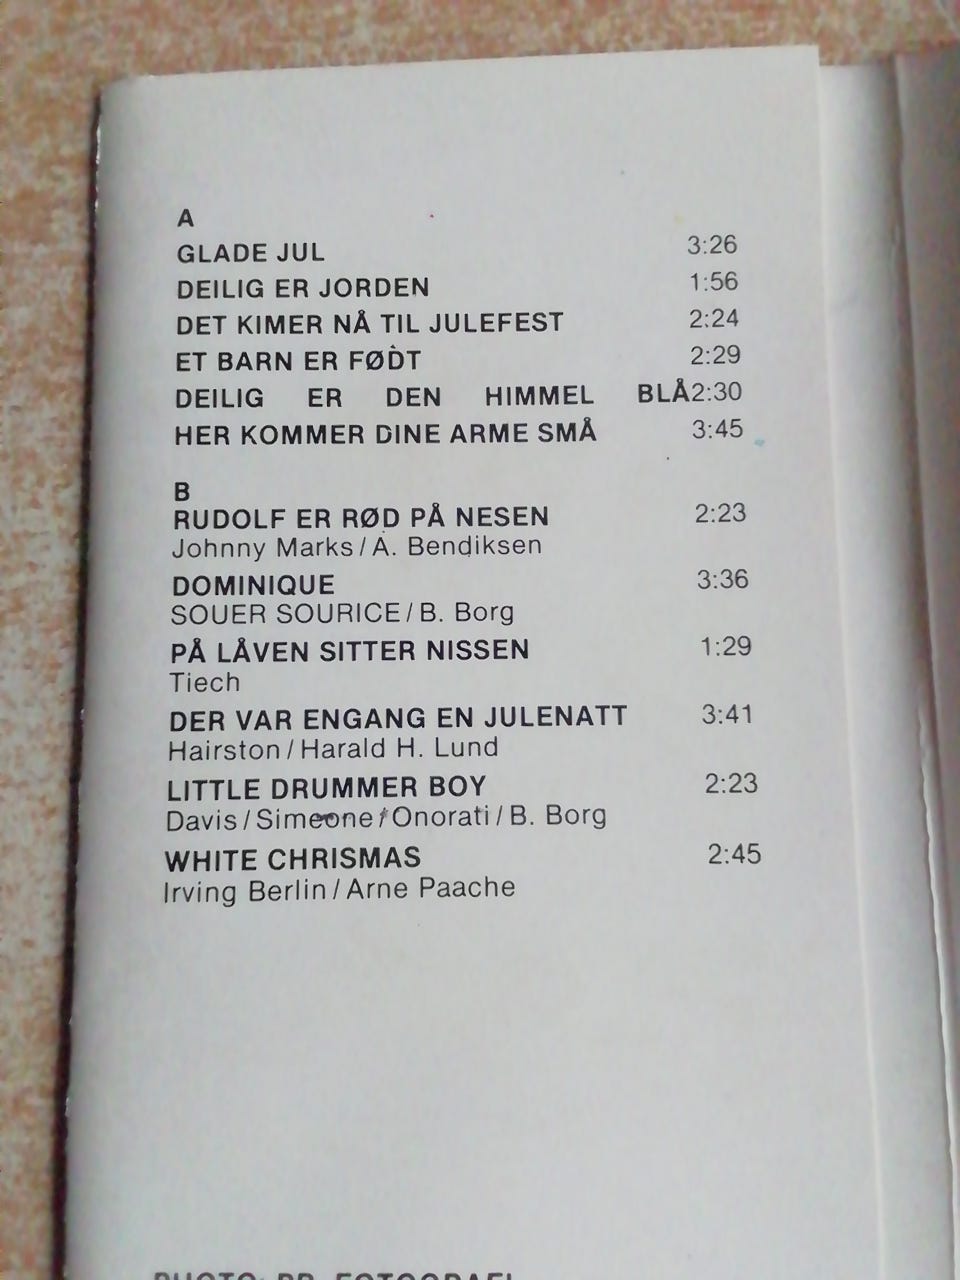 A
GLADE JUL 3:26
DEILIG ER JORDEN 1:56
DET KIMER NÅ TIL JULEFEST 2:24
ET BARN ER FØDT 2:29
DEILIG ER DEN HIMMEL BLÅ2:30
HER KOMMER DINE ARME SMÅ 3:45
B
RUDOLF ER RØD PÅ NESEN 2:23
Johnny Marks/A. Bendiksen
DOMINIQUE 3:36
SOUER SOURICE/B. Borg
PÅ LÅVEN SITTER NISSEN 1:29
Tiech
DER VAR ENGANG EN JULENATT 3:41
Hairston/Harald H. Lund
LITTLE DRUMMER BOY 2:23
Davis/Simeone/Onorati/B. Borg
WHITE CHRISMAS 2:45
Irving Berlin/Arne Paache
PHOTO: